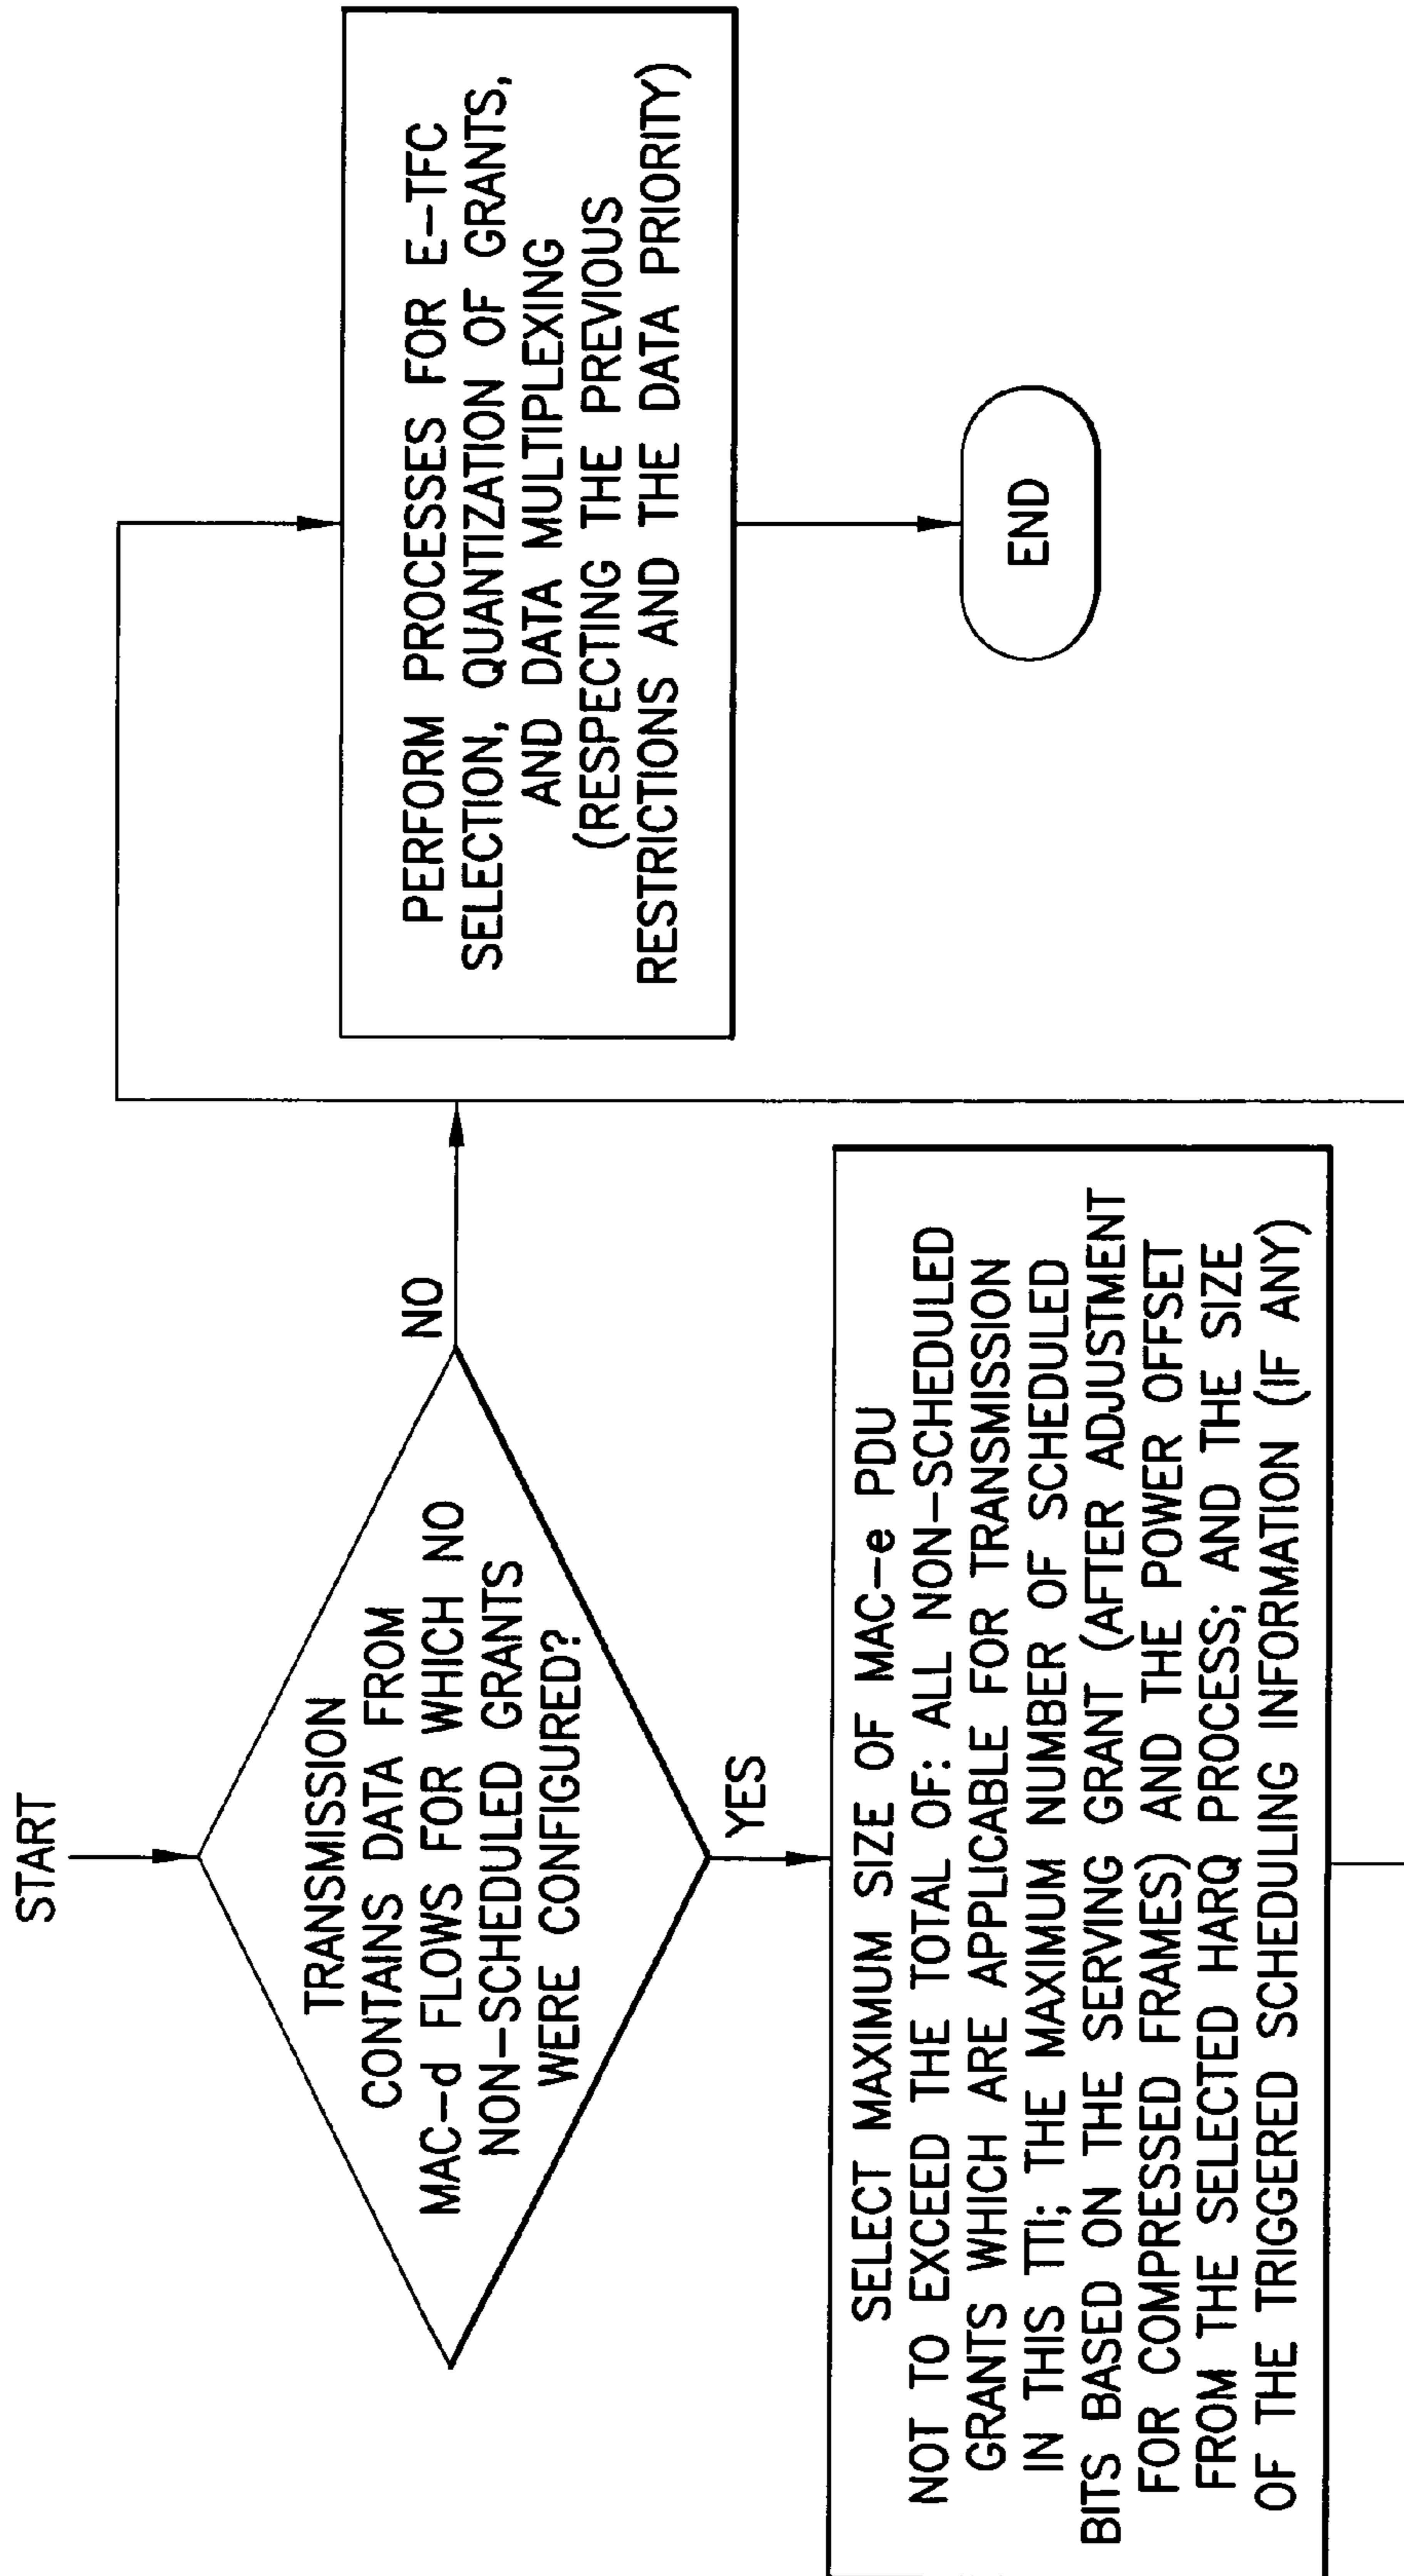 START
TRANSMISSION
CONTAINS DATA FROM
MAC-d FLOWS FOR WHICH NO
NON-SCHEDULED GRANTS
WERE CONFIGURED?
NO
YES
SELECT MAXIMUM SIZE OF MAC-e PDU
NOT TO EXCEED THE TOTAL OF: ALL NON-SCHEDULED
GRANTS WHICH ARE APPLICABLE FOR TRANSMISSION
IN THIS TTI; THE MAXIMUM NUMBER OF SCHEDULED
BITS BASED ON THE SERVING GRANT (AFTER ADJUSTMENT
FOR COMPRESSED FRAMES) AND THE POWER OFFSET
FROM THE SELECTED HARQ PROCESS; AND THE SIZE
OF THE TRIGGERED SCHEDULING INFORMATION (IF ANY)
PERFORM PROCESSES FOR E-TFC
SELECTION, QUANTIZATION OF GRANTS,
AND DATA MULTIPLEXING
(RESPECTING THE PREVIOUS
RESTRICTIONS AND THE DATA PRIORITY)
END